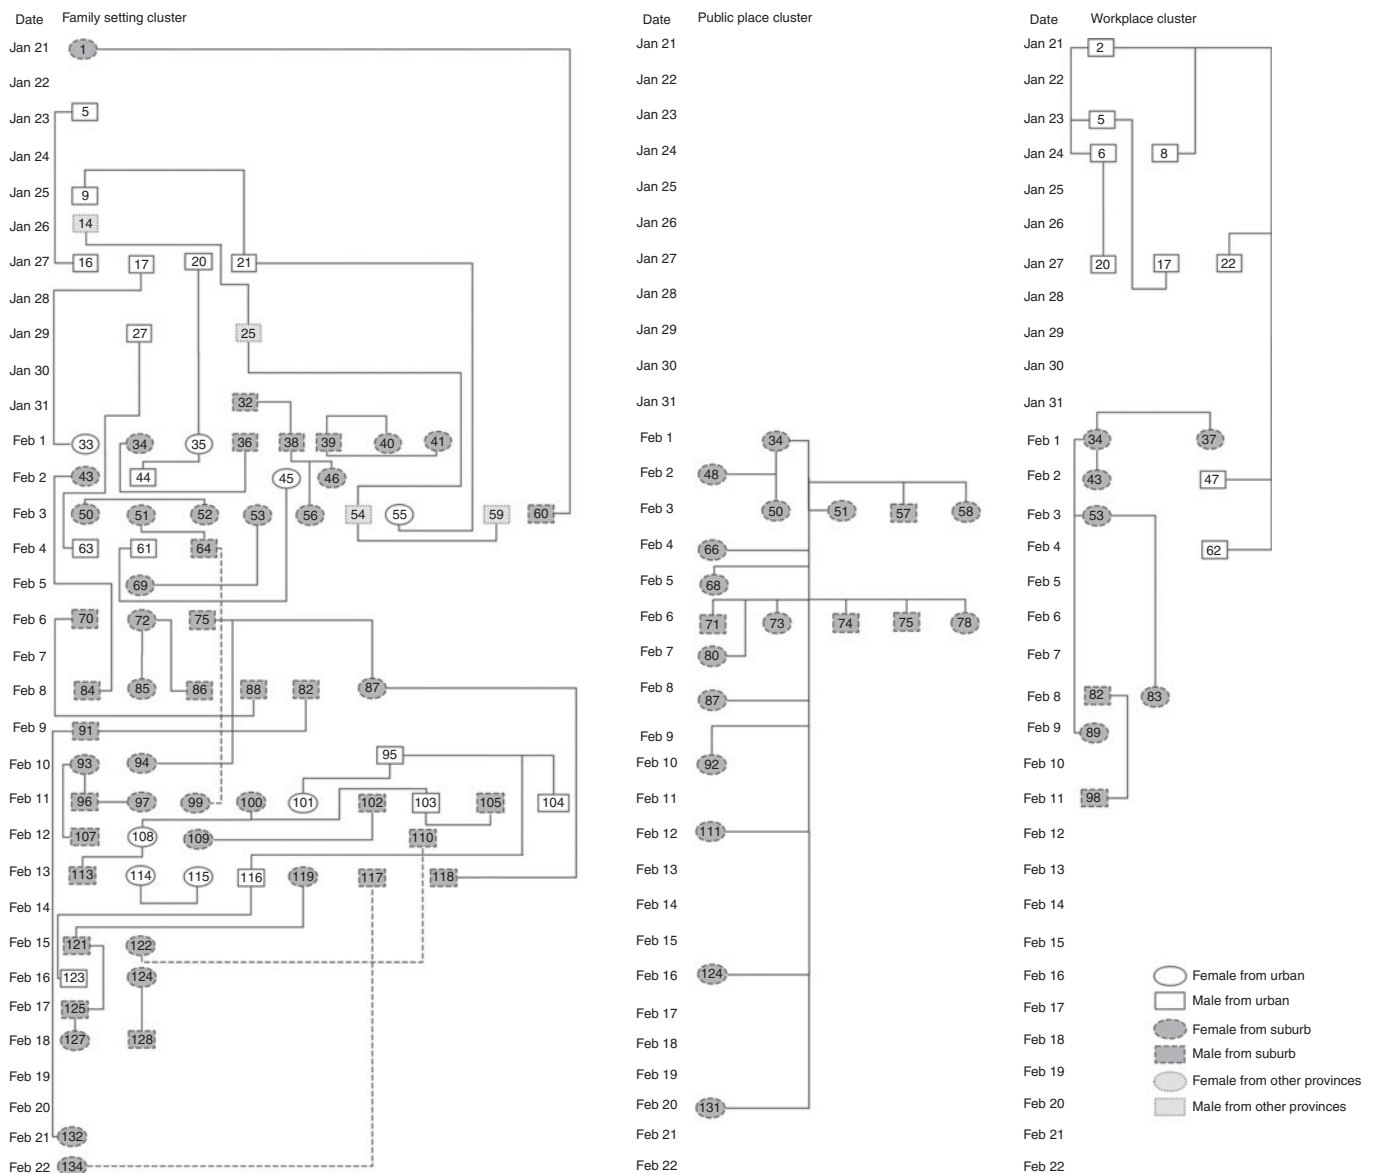 Date Family setting cluster
Jan 21 1
Jan 22
Jan 23 5
Jan 24
Jan 25 9
Jan 26 14
Jan 27 16 17 20 21
Jan 28
Jan 29 27 25
Jan 30
Jan 31 32
Feb 1 33 34 35 36 38 39 40 41
Feb 2 43 44 45 46
Feb 3 50 51 52 53 56 54 55 59 60
Feb 4 63 61 64
Feb 5 69
Feb 6 70 72 75
Feb 7
Feb 8 84 85 86 88 82 87
Feb 9 91
Feb 10 93 94 95
Feb 11 96 97 99 100 101 102 103 105 104
Feb 12 107 108 109 110
Feb 13 113 114 115 116 119 117 118
Feb 14
Feb 15 121 122
Feb 16 123 124
Feb 17 125
Feb 18 127 128
Feb 19
Feb 20
Feb 21 132
Feb 22 134
Date Public place cluster
Jan 21
Jan 22
Jan 23
Jan 24
Jan 25
Jan 26
Jan 27
Jan 28
Jan 29
Jan 30
Jan 31
Feb 1 34
Feb 2 48
Feb 3 50 51 57 58
Feb 4 66
Feb 5 68
Feb 6 71 73 74 75 78
Feb 7 80
Feb 8 87
Feb 9
Feb 10 92
Feb 11
Feb 12 111
Feb 13
Feb 14
Feb 15
Feb 16 124
Feb 17
Feb 18
Feb 19
Feb 20 131
Feb 21
Feb 22
Date Workplace cluster
Jan 21 2
Jan 22
Jan 23 5
Jan 24 6 8
Jan 25
Jan 26
Jan 27 20 17 22
Jan 28
Jan 29
Jan 30
Jan 31
Feb 1 34 37
Feb 2 43 47
Feb 3 53
Feb 4 62
Feb 5
Feb 6
Feb 7
Feb 8 82 83
Feb 9 89
Feb 10
Feb 11 98
Feb 12
Feb 13
Feb 14
Feb 15
Feb 16
Feb 17
Feb 18
Feb 19
Feb 20
Feb 21
Feb 22
Female from urban
Male from urban
Female from suburb
Male from suburb
Female from other provinces
Male from other provinces